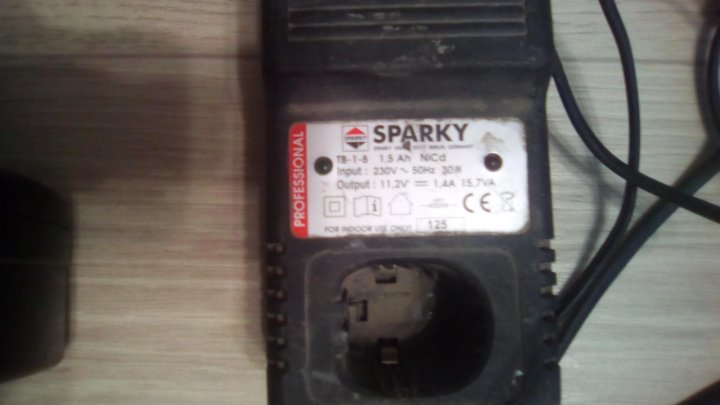 PROFESSIONAL
SPARKY
SPARKY
TB-1-8 1,5 Ah NiCd
Input : 230V ~ 50Hz 30W
Output : 11,2V 1,4A 15,7VA
i
CE
FOR INDOOR USE ONLY! 125